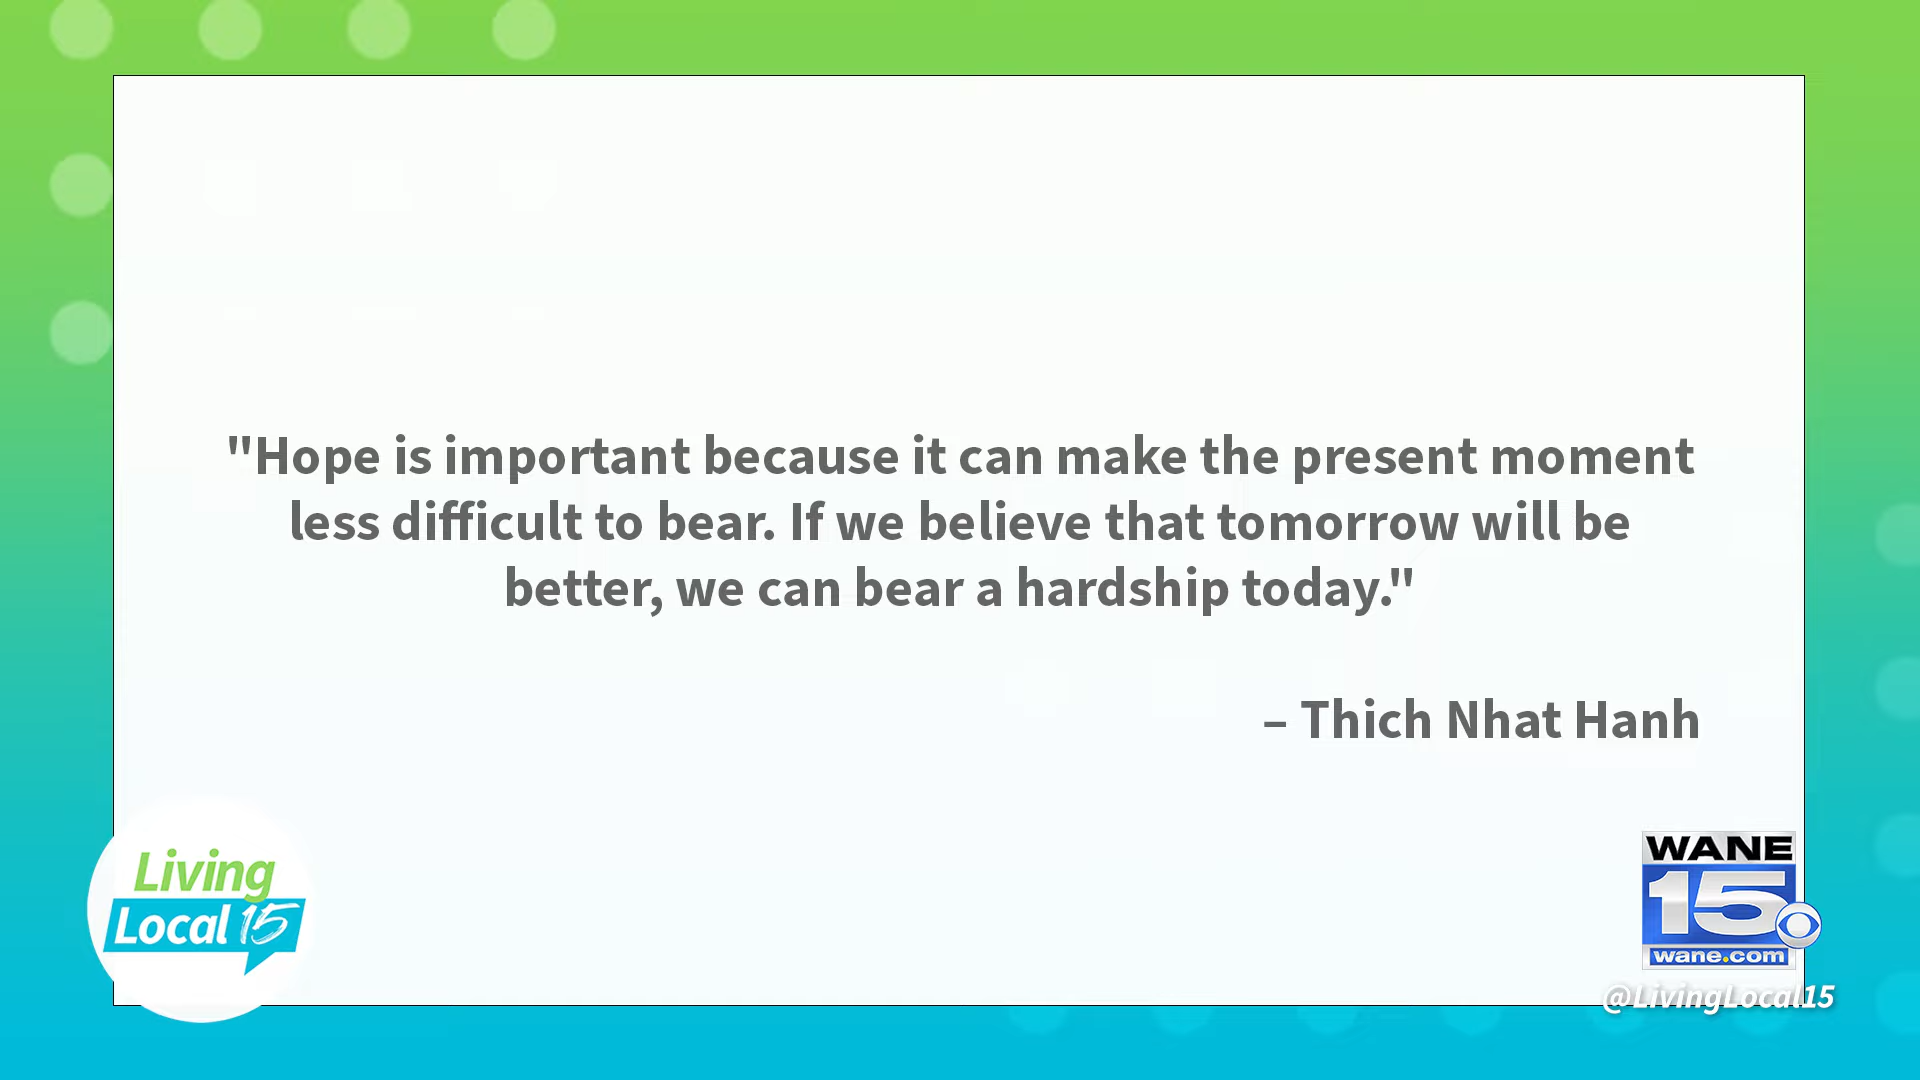 "Hope is important because it can make the present moment
less difficult to bear. If we believe that tomorrow will be
better, we can bear a hardship today."
– Thich Nhat Hanh
Living
Local 15
WANE
15
wane.com
@LivingLocal15